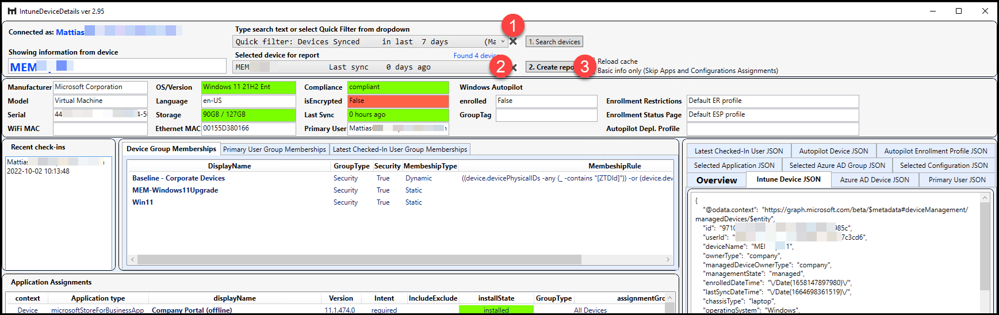 IntuneDeviceDetails ver 2.95
Connected as: Mattias
Type search text or select Quick Filter from dropdown
1
Quick filter: Devices Synced in last 7 days (Ma
1. Search devices
Showing information from device
MEM
Selected device for report
Found 4 devic
MEM Last sync 0 days ago
2
2. Create repo
3
Reload cache
Basic info only (Skip Apps and Configurations Assignments)
Manufacturer Microsoft Corporation OS/Version Windows 11 21H2 Ent Compliance compliant Windows Autopilot
Model Virtual Machine Language en-US isEncrypted False enrolled False Enrollment Restrictions Default ER profile
Serial 44 4-50 Storage 90GB / 127GB Last Sync 0 hours ago GroupTag Enrollment Status Page Default ESP profile
WiFi MAC Ethernet MAC 00155D380166 Primary User Mattias Autopilot Depl. Profile
Recent check-ins
Mattias
2022-10-02 10:13:48
Device Group Memberships Primary User Group Memberships Latest Checked-In User Group Memberships
DisplayName GroupType Security MembeshipType MembeshipRule
Baseline - Corporate Devices Security True Dynamic ((device.devicePhysicalIDs -any (_ -contains "[ZTDId]")) -or (device.dev
MEM-Windows11Upgrade Security True Static
Win11 Security True Static
Latest Checked-In User JSON Autopilot Device JSON Autopilot Enrollment Profile JSON
Selected Application JSON Selected Azure AD Group JSON Selected Configuration JSON
Overview Intune Device JSON Azure AD Device JSON Primary User JSON
{
"@odata.context": "https://graph.microsoft.com/beta/$metadata#deviceManagement/
managedDevices/$entity",
"id": "971 985c",
"userId": " 7c3cd6",
"deviceName": "MEI 1",
"ownerType": "company",
"managedDeviceOwnerType": "company",
"managementState": "managed",
"enrolledDateTime": "\/Date(1658147897980)\/",
"lastSyncDateTime": "\/Date(1664698361519)\/",
"chassisType": "laptop",
"operatingSystem": "Windows",
Application Assignments
context Application type displayName Version Intent IncludeExclude installState GroupType assignmentGro
Device microsoftStoreForBusinessApp Company Portal (offline) 11.1.474.0 required installed All Devices